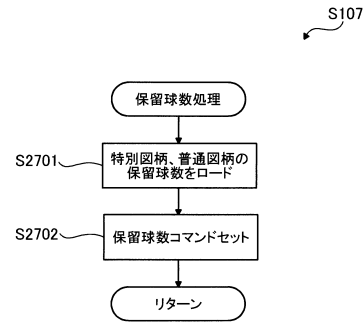 S107
保留球数処理
S2701
特別図柄、普通図柄の
保留球数をロード
S2702
保留球数コマンドセット
リターン